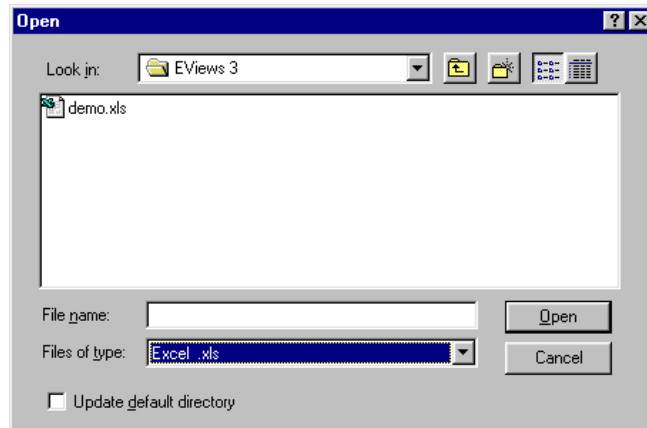 Open
Look in: EViews 3
demo.xls
File name: Open
Files of type: Excel .xls Cancel
Update default directory